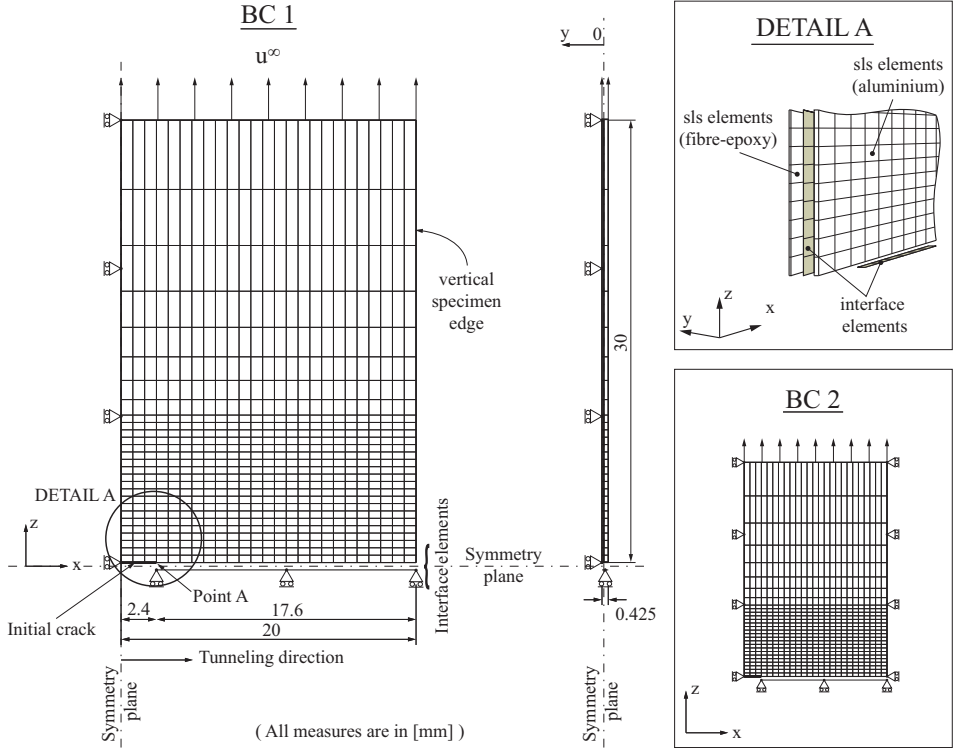 BC 1
u∞
y
0
vertical
specimen
edge
30
DETAIL A
z
x
Interface elements
Symmetry
plane
Point A
Initial crack
2.4
17.6
20
0.425
Tunneling direction
Symmetry
plane
Symmetry
plane
( All measures are in [mm] )
DETAIL A
sls elements
(aluminium)
sls elements
(fibre-epoxy)
interface
elements
z
x
y
BC 2
z
x